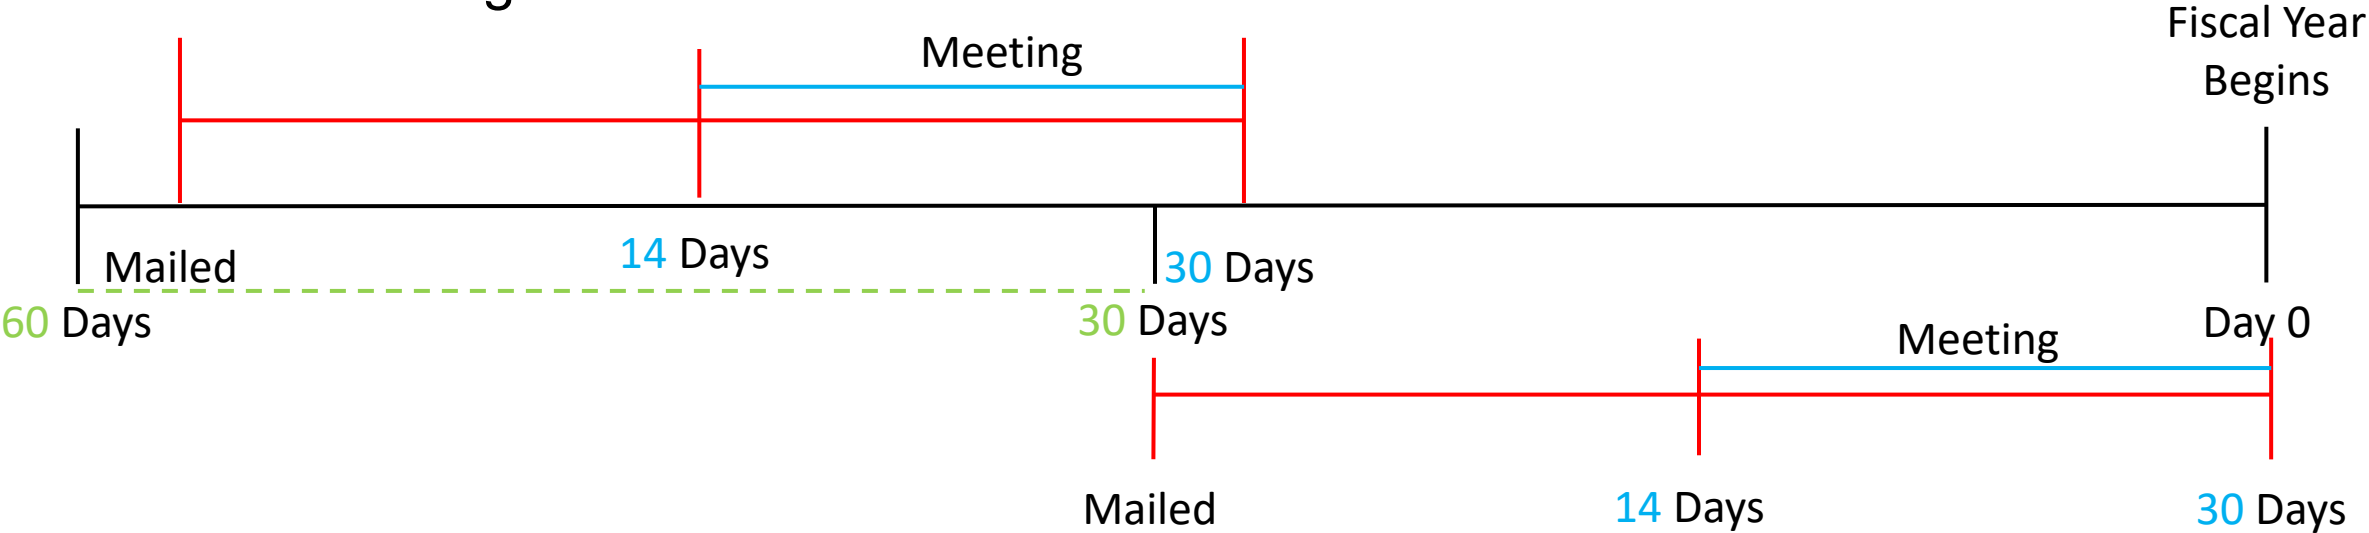 Fiscal Year
Begins
Meeting
14 Days
Mailed
30 Days
60 Days
30 Days
Day 0
Meeting
Mailed
14 Days
30 Days